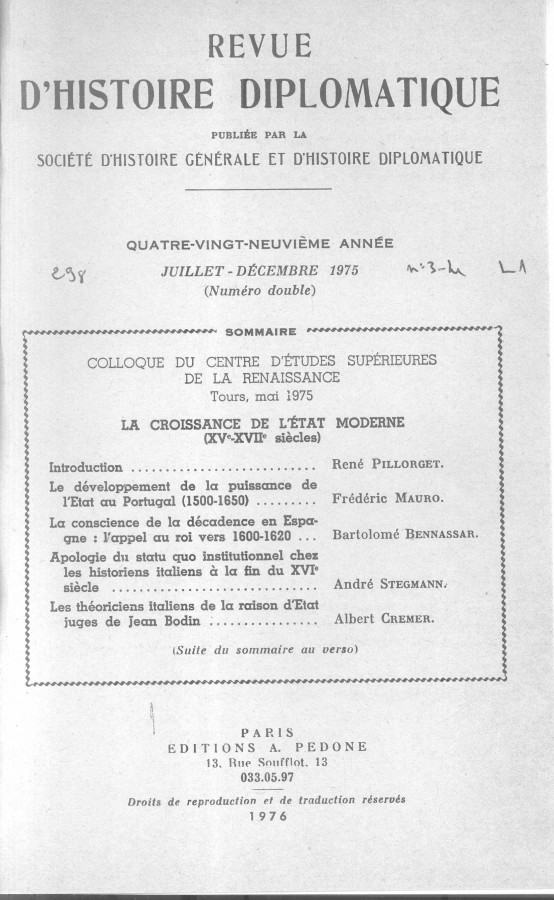 REVUE
D'HISTOIRE DIPLOMATIQUE
PUBLIÉE PAR LA
SOCIÉTÉ D'HISTOIRE GÉNÉRALE ET D'HISTOIRE DIPLOMATIQUE
QUATRE-VINGT-NEUVIÈME ANNÉE
298 JUILLET - DÉCEMBRE 1975 n°3-4 LA
(Numéro double)
SOMMAIRE
COLLOQUE DU CENTRE D'ÉTUDES SUPÉRIEURES
DE LA RENAISSANCE
Tours, mai 1975
LA CROISSANCE DE L'ÉTAT MODERNE
(XVe-XVIIe siècles)
Introduction ........................... René PILLORGET.
Le développement de la puissance de
l'Etat au Portugal (1500-1650) ......... Frédéric MAURO.
La conscience de la décadence en Espa-
gne : l'appel au roi vers 1600-1620 ... Bartolomé BENNASSAR.
Apologie du statu quo institutionnel chez
les historiens italiens à la fin du XVIe
siècle .............................. André STEGMANN.
Les théoriciens italiens de la raison d'Etat
juges de Jean Bodin ................ Albert CREMER.
(Suite du sommaire au verso)
PARIS
EDITIONS A. PEDONE
13, Rue Soufflot, 13
033.05.97
Droits de reproduction et de traduction réservés
1976